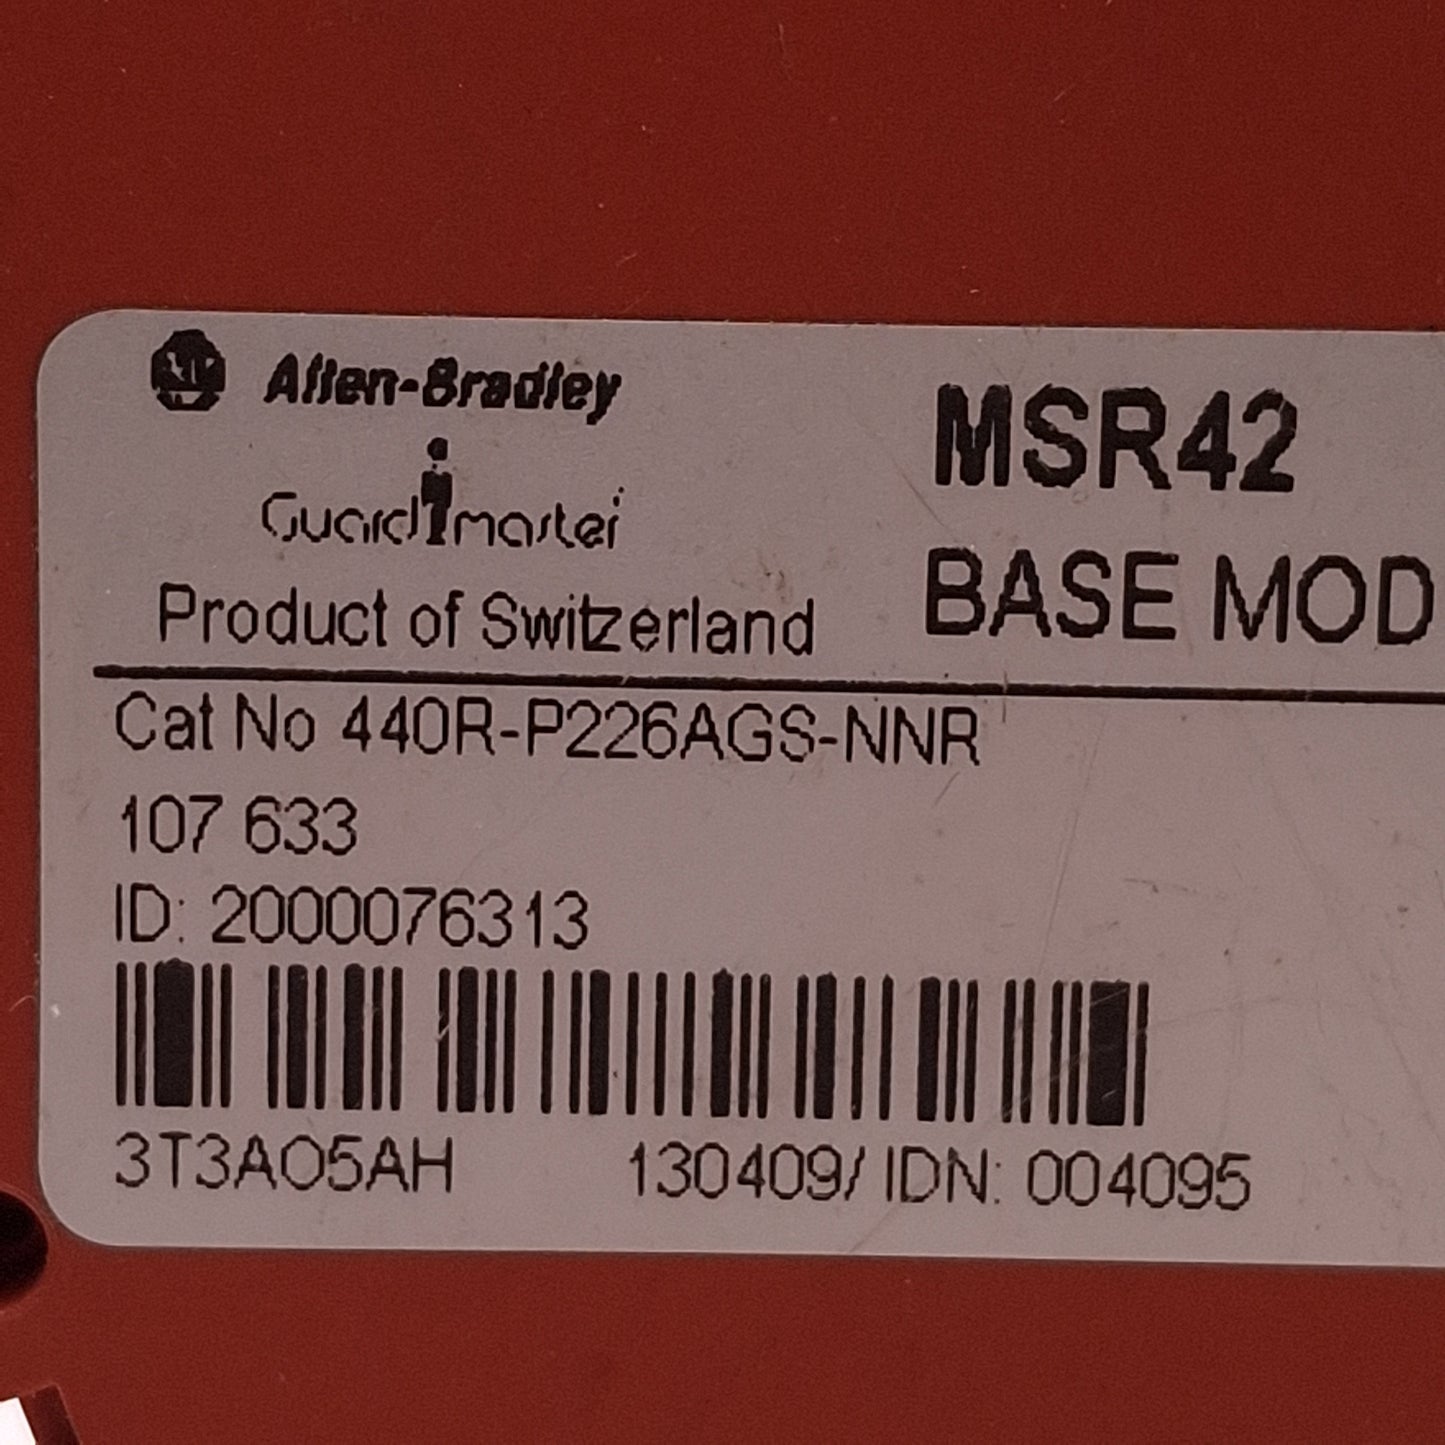 Allen-Bradley
Guardmaster
Product of Switzerland
MSR42
BASE MOD
Cat No 440R-P226AGS-NNR
107 633
ID: 2000076313
3T3AO5AH 130409/ IDN: 004095